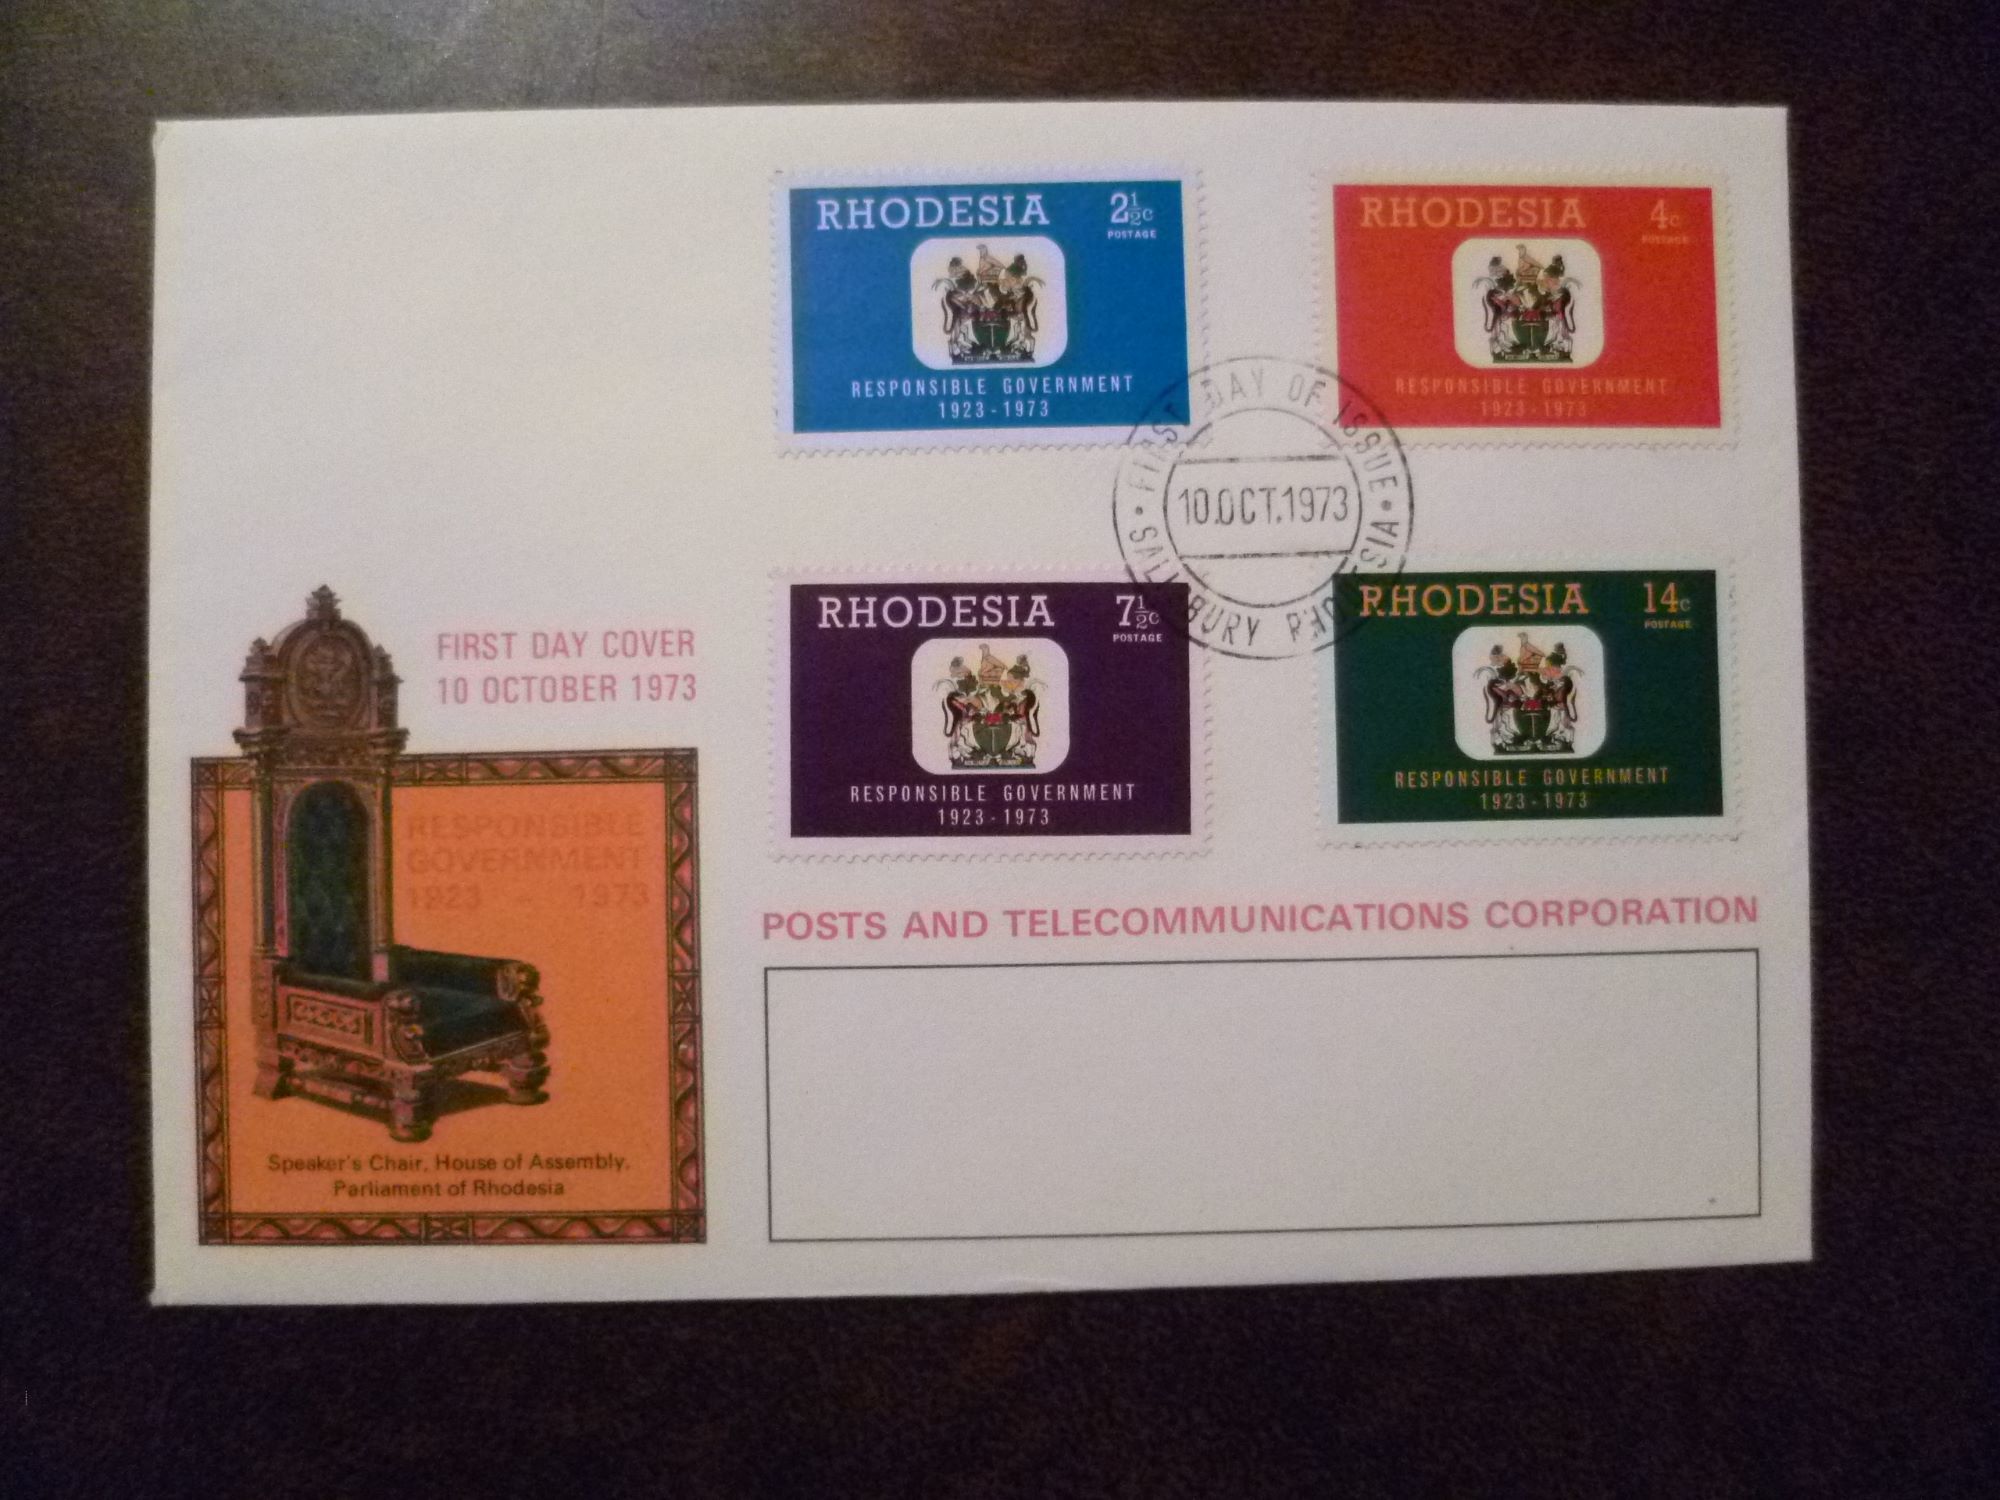 RHODESIA 2½c
POSTAGE
RESPONSIBLE GOVERNMENT
1923-1973
RHODESIA 4c
POSTAGE
RESPONSIBLE GOVERNMENT
1923-1973
FIRST DAY OF ISSUE
10.OCT.1973
SALISBURY RHODESIA
RHODESIA 7½c
POSTAGE
RESPONSIBLE GOVERNMENT
1923-1973
RHODESIA 14c
POSTAGE
RESPONSIBLE GOVERNMENT
1923-1973
FIRST DAY COVER
10 OCTOBER 1973
RESPONSIBLE
GOVERNMENT
1923 - 1973
Speaker's Chair, House of Assembly,
Parliament of Rhodesia
POSTS AND TELECOMMUNICATIONS CORPORATION